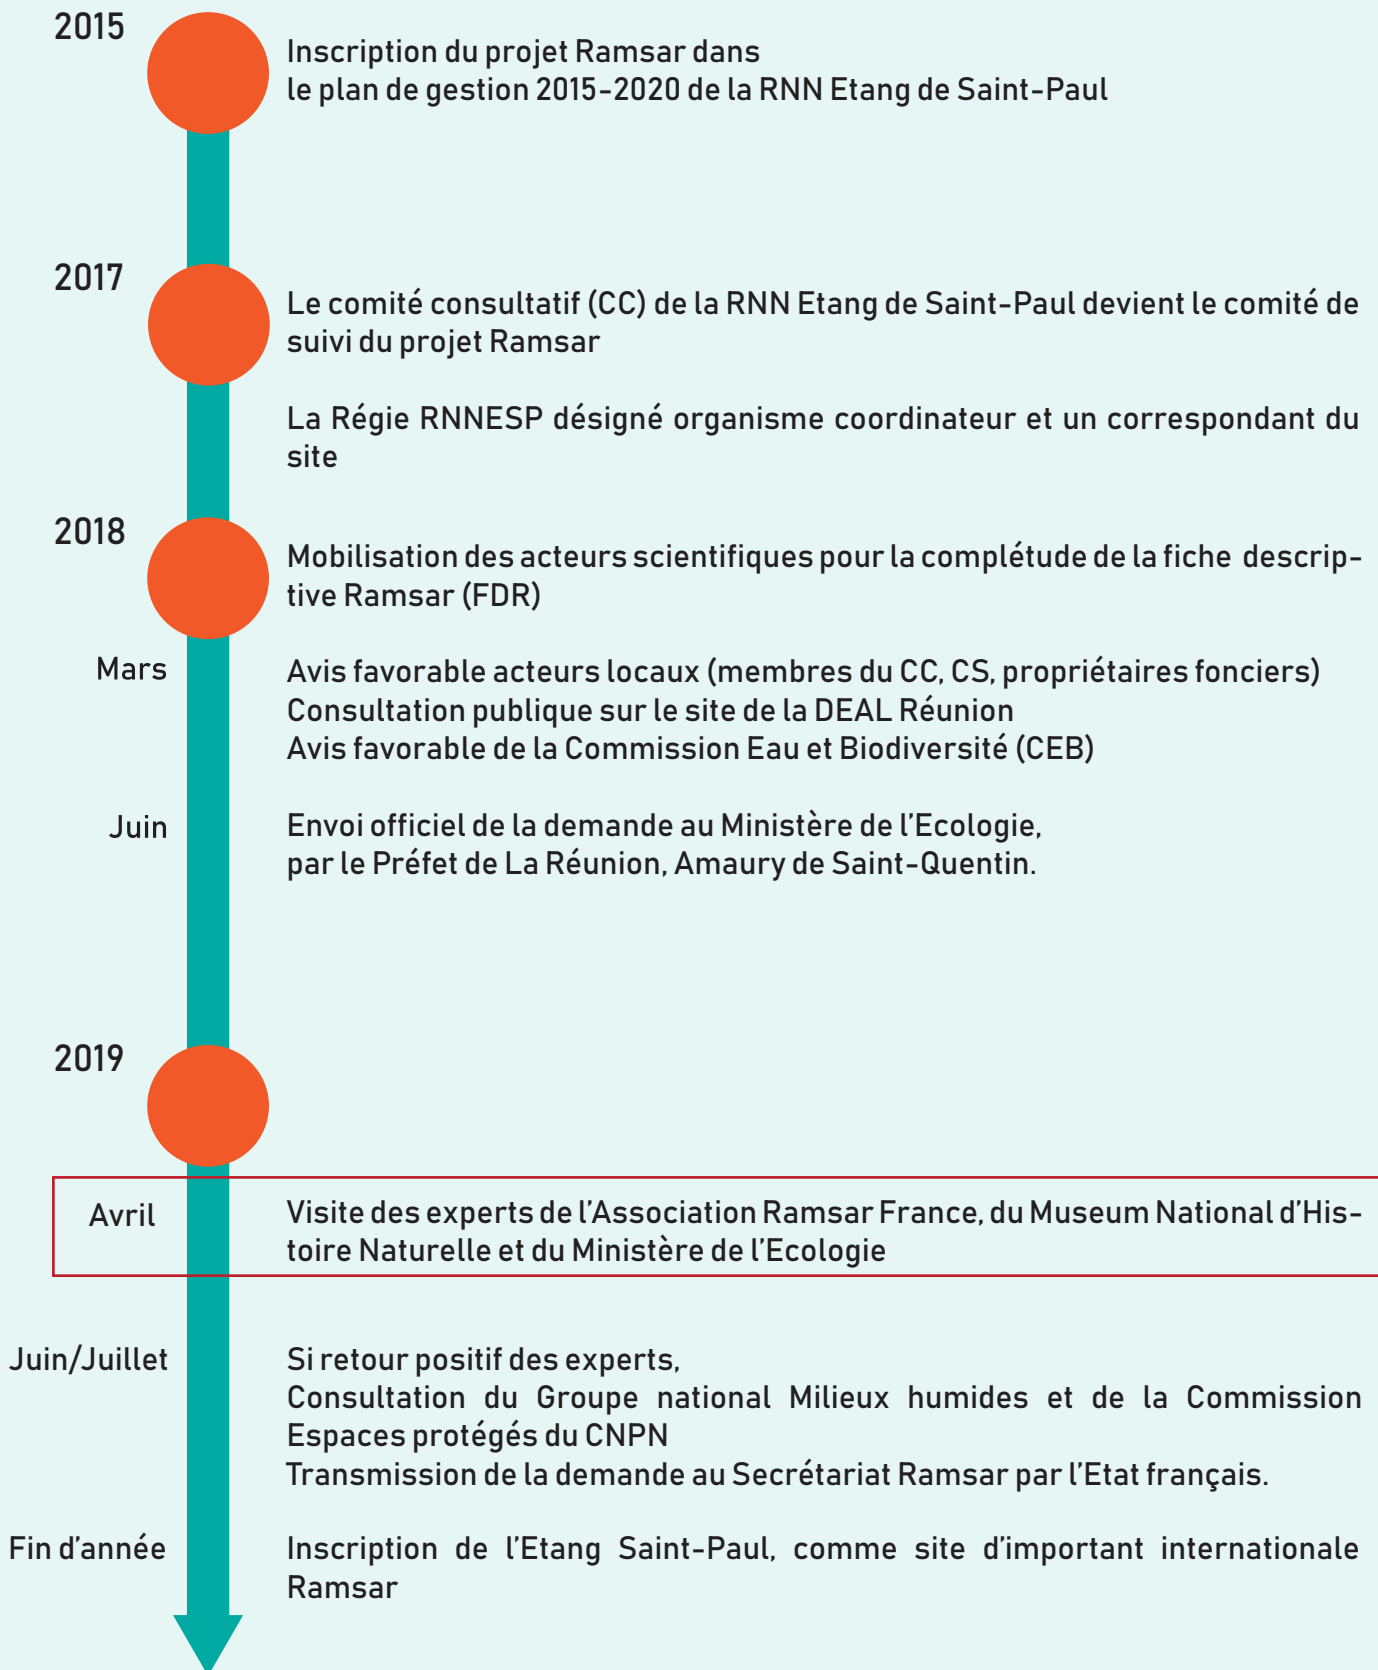 2015
Inscription du projet Ramsar dans
le plan de gestion 2015-2020 de la RNN Etang de Saint-Paul
2017
Le comité consultatif (CC) de la RNN Etang de Saint-Paul devient le comité de
suivi du projet Ramsar
La Régie RNNESP désigné organisme coordinateur et un correspondant du
site
2018
Mobilisation des acteurs scientifiques pour la complétude de la fiche descrip-
tive Ramsar (FDR)
Mars
Avis favorable acteurs locaux (membres du CC, CS, propriétaires fonciers)
Consultation publique sur le site de la DEAL Réunion
Avis favorable de la Commission Eau et Biodiversité (CEB)
Juin
Envoi officiel de la demande au Ministère de l'Ecologie,
par le Préfet de La Réunion, Amaury de Saint-Quentin.
2019
Avril
Visite des experts de l'Association Ramsar France, du Museum National d'His-
toire Naturelle et du Ministère de l'Ecologie
Juin/Juillet
Si retour positif des experts,
Consultation du Groupe national Milieux humides et de la Commission
Espaces protégés du CNPN
Transmission de la demande au Secrétariat Ramsar par l'Etat français.
Fin d'année
Inscription de l'Etang Saint-Paul, comme site d'important internationale
Ramsar